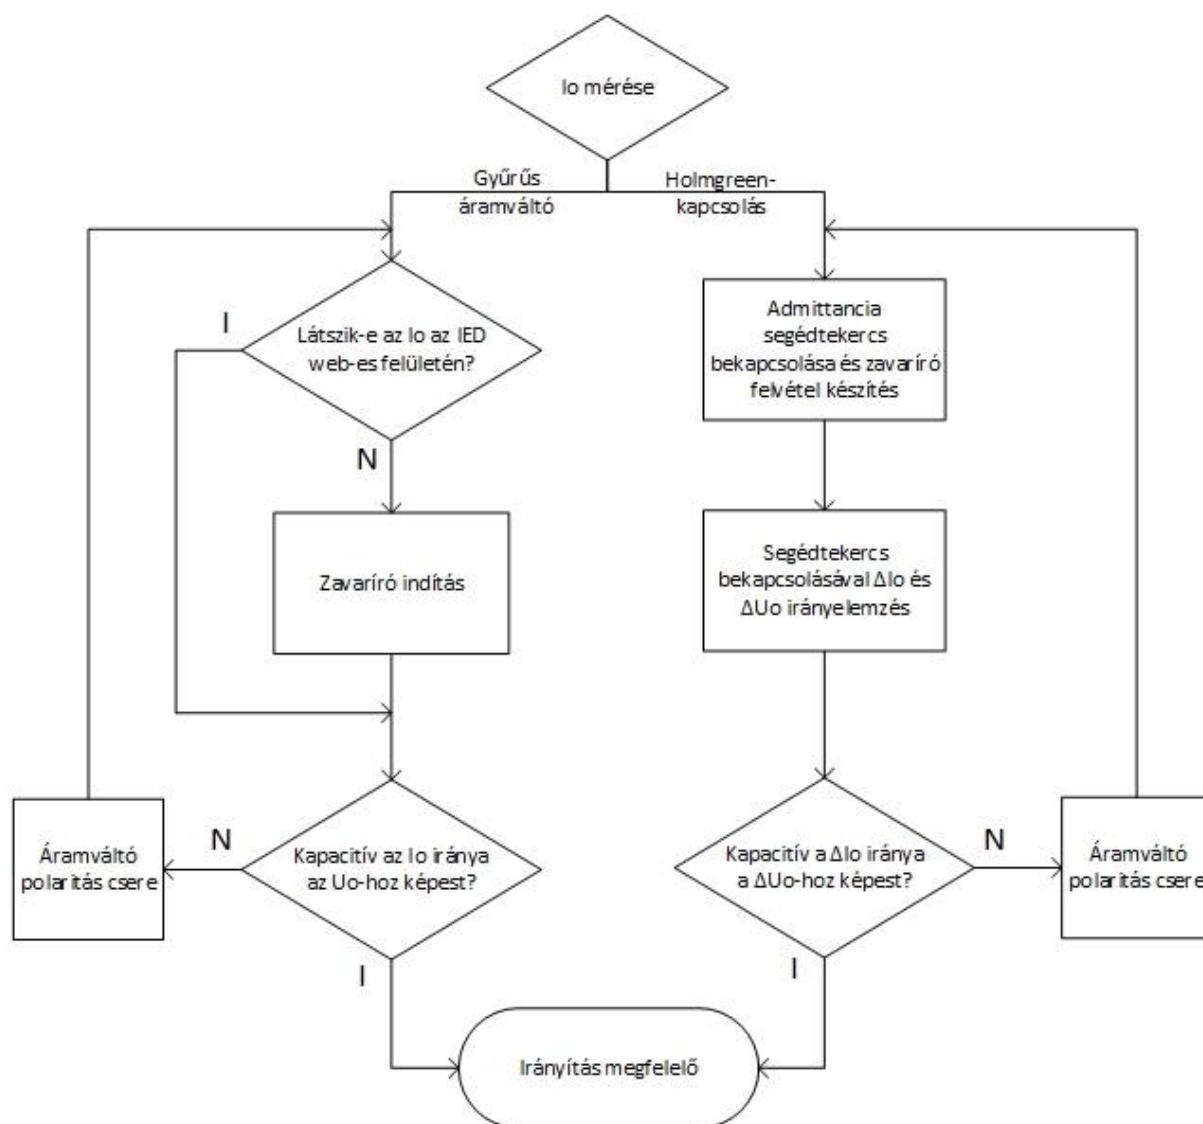 Io mérése
Gyűrűs
áramváltó
Holmgreen-
kapcsolás
I
Látszik-e az Io az IED
web-es felületén?
N
Zavaríró indítás
Admittancia
segédtekercs
bekapcsolása és zavaríró
felvétel készítés
Segédtekercs
bekapcsolásával ΔIo és
ΔUo irányelemzés
Áramváltó
polaritás csere
N
Kapacitív az Io iránya
az Uo-hoz képest?
I
Kapacitív a ΔIo iránya
a ΔUo-hoz képest?
N
I
Áramváltó
polaritás csere
Irányítás megfelelő